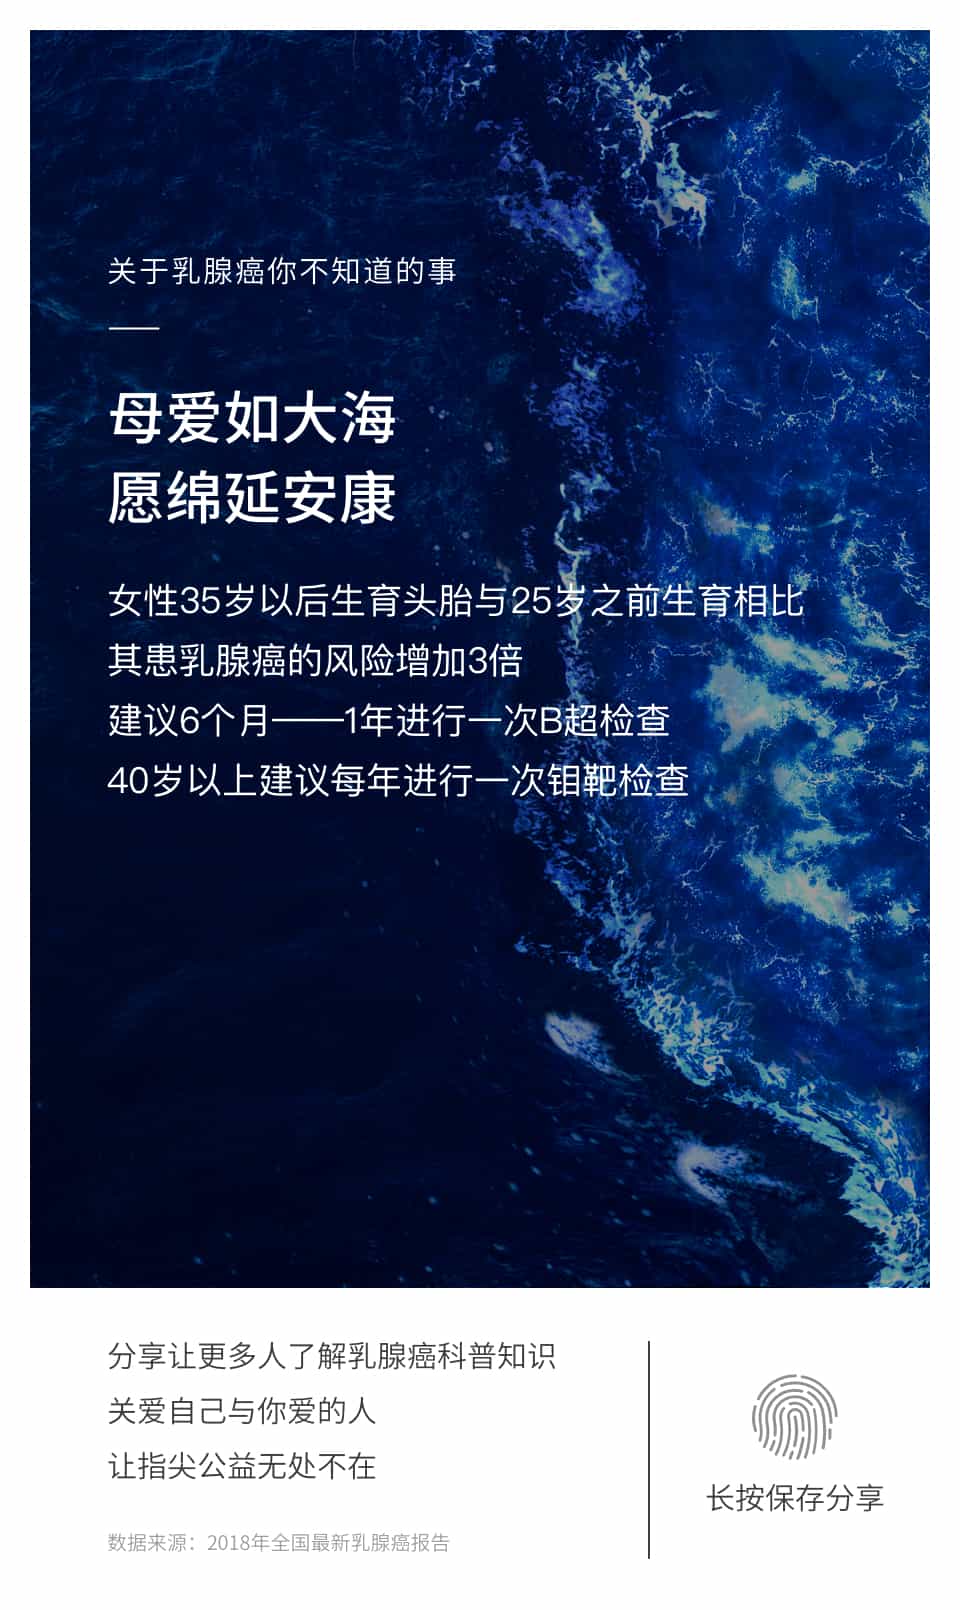 关于乳腺癌你不知道的事
母爱如大海
愿绵延安康
女性35岁以后生育头胎与25岁之前生育相比
其患乳腺癌的风险增加3倍
建议6个月——1年进行一次B超检查
40岁以上建议每年进行一次钼靶检查
分享让更多人了解乳腺癌科普知识
关爱自己与你爱的人
让指尖公益无处不在
长按保存分享
数据来源：2018年全国最新乳腺癌报告